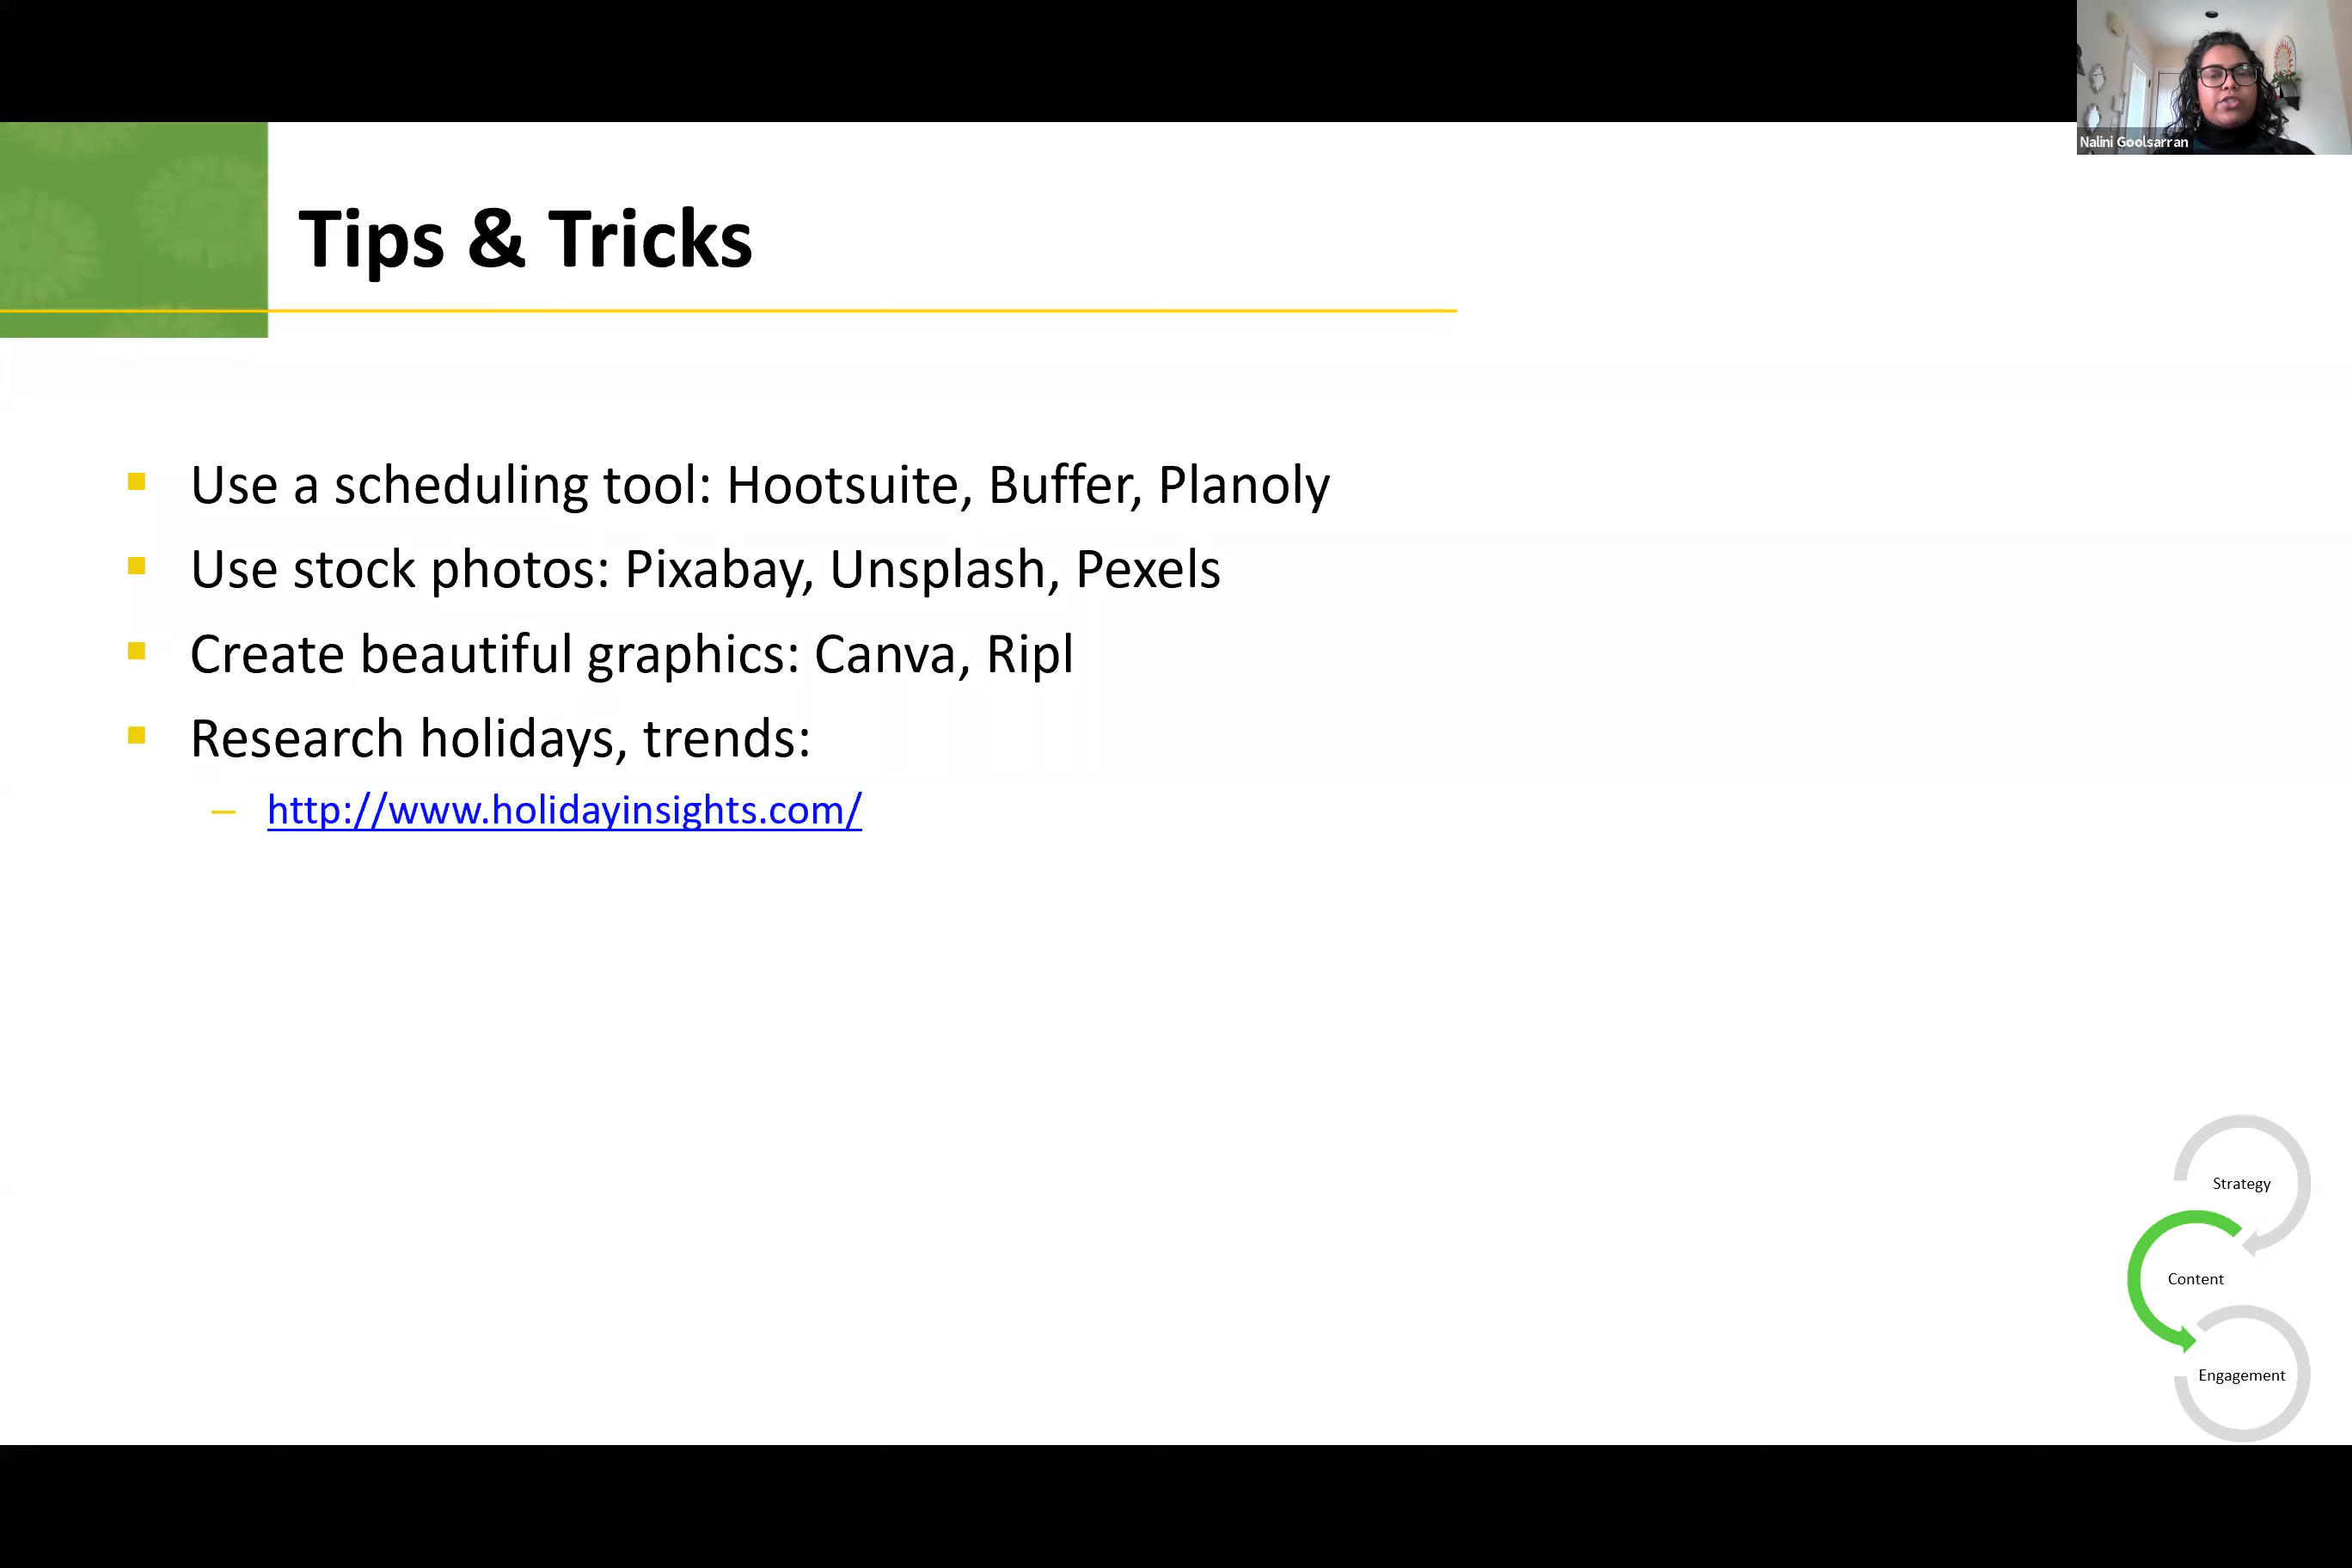 Nalini Goolsarran
Tips & Tricks
Use a scheduling tool: Hootsuite, Buffer, Planoly
Use stock photos: Pixabay, Unsplash, Pexels
Create beautiful graphics: Canva, Ripl
Research holidays, trends:
– http://www.holidayinsights.com/
Strategy
Content
Engagement